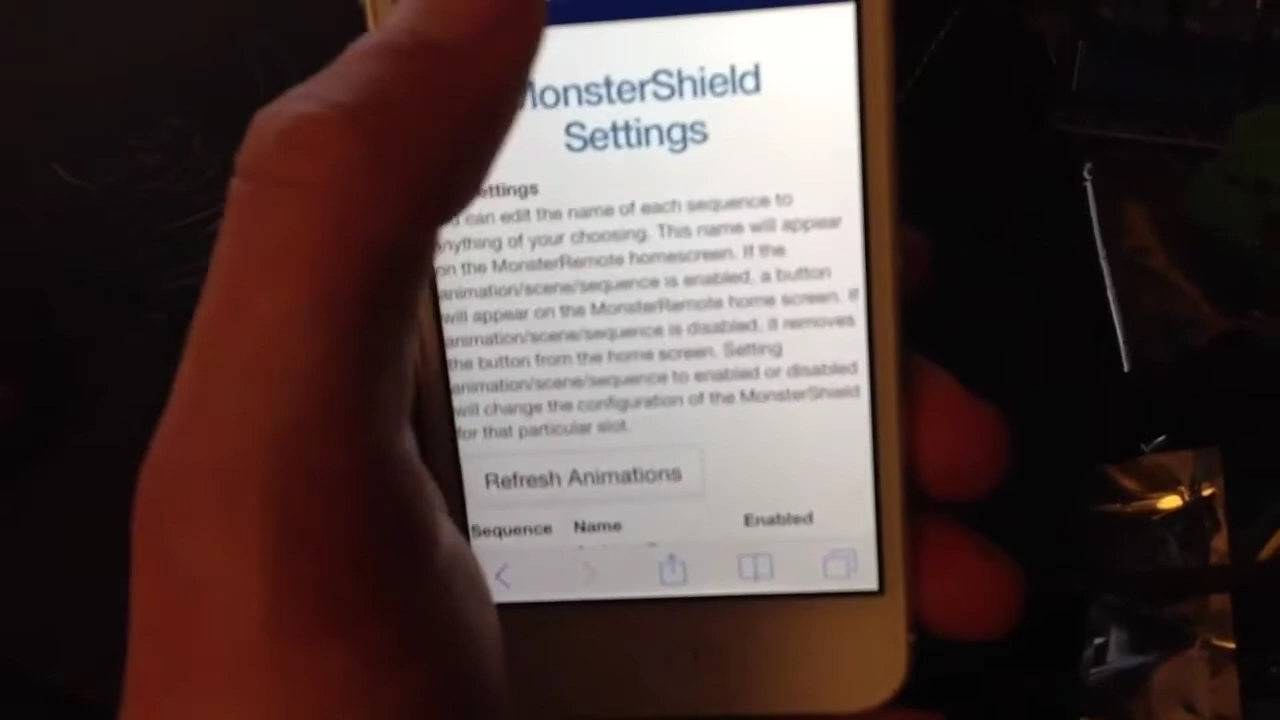 MonsterShield
Settings
Settings
can edit the name of each sequence to
anything of your choosing. This name will appear
on the MonsterRemote homescreen. If the
animation/scene/sequence is enabled, a button
will appear on the MonsterRemote home screen. If
animation/scene/sequence is disabled, it removes
the button from the home screen. Setting
animation/scene/sequence to enabled or disabled
will change the configuration of the MonsterShield
for that particular slot.
Refresh Animations
Sequence Name Enabled